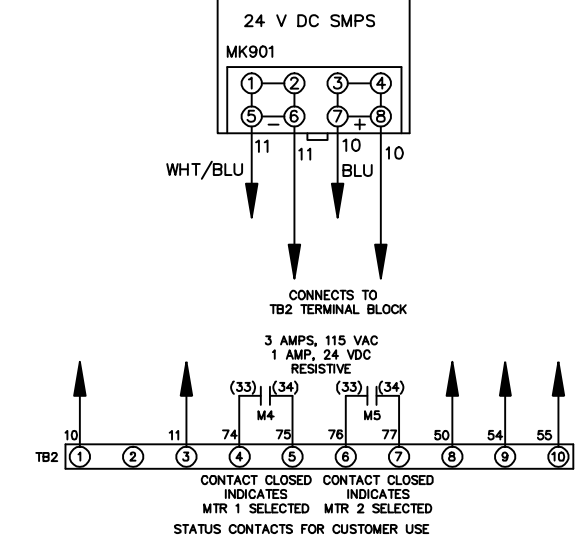 24 V DC SMPS
MK901
1 2 3 4
5 − 6 7 + 8
11 11 10 10
WHT/BLU BLU
CONNECTS TO
TB2 TERMINAL BLOCK
3 AMPS, 115 VAC
1 AMP, 24 VDC
RESISTIVE
(33) (34) (33) (34)
M4 M5
10 11 74 75 76 77 50 54 55
TB2 1 2 3 4 5 6 7 8 9 10
CONTACT CLOSED CONTACT CLOSED
INDICATES INDICATES
MTR 1 SELECTED MTR 2 SELECTED
STATUS CONTACTS FOR CUSTOMER USE